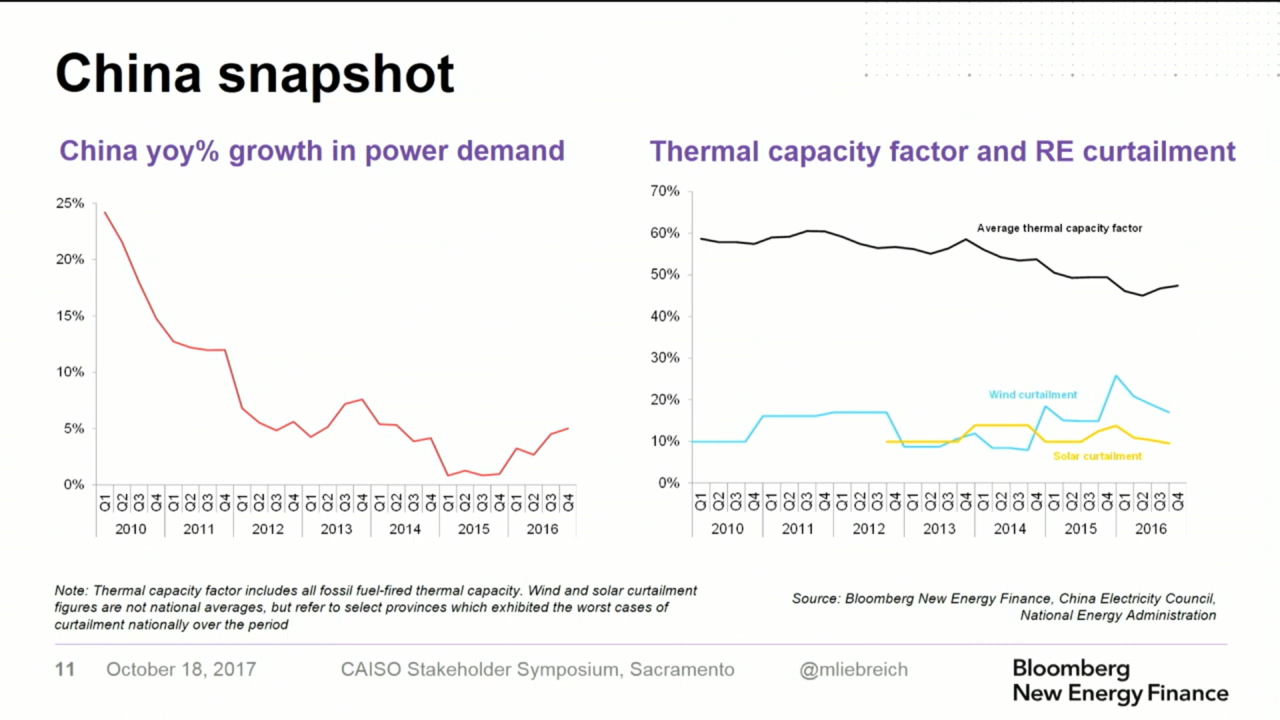 China snapshot
China yoy% growth in power demand
25%
20%
15%
10%
5%
0%
Q1 Q2 Q3 Q4 Q1 Q2 Q3 Q4 Q1 Q2 Q3 Q4 Q1 Q2 Q3 Q4 Q1 Q2 Q3 Q4 Q1 Q2 Q3 Q4 Q1 Q2 Q3 Q4
2010 2011 2012 2013 2014 2015 2016
Thermal capacity factor and RE curtailment
70%
60%
50%
40%
30%
20%
10%
0%
Average thermal capacity factor
Wind curtailment
Solar curtailment
Q1 Q2 Q3 Q4 Q1 Q2 Q3 Q4 Q1 Q2 Q3 Q4 Q1 Q2 Q3 Q4 Q1 Q2 Q3 Q4 Q1 Q2 Q3 Q4 Q1 Q2 Q3 Q4
2010 2011 2012 2013 2014 2015 2016
Note: Thermal capacity factor includes all fossil fuel-fired thermal capacity. Wind and solar curtailment
figures are not national averages, but refer to select provinces which exhibited the worst cases of
curtailment nationally over the period
Source: Bloomberg New Energy Finance, China Electricity Council,
National Energy Administration
11 October 18, 2017 CAISO Stakeholder Symposium, Sacramento @mliebreich
Bloomberg
New Energy Finance